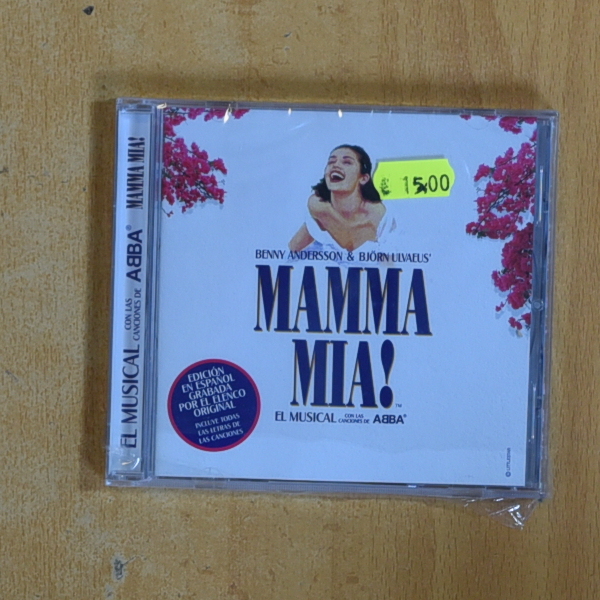 EL MUSICAL CON LAS CANCIONES DE ABBA® MAMMA MIA!
€ 15,00
BENNY ANDERSSON & BJÖRN ULVAEUS'
MAMMA
MIA!™
EL MUSICAL CON LAS CANCIONES DE ABBA®
EDICIÓN
EN ESPAÑOL
GRABADA
POR EL ELENCO
ORIGINAL
INCLUYE TODAS
LAS LETRAS DE
LAS CANCIONES